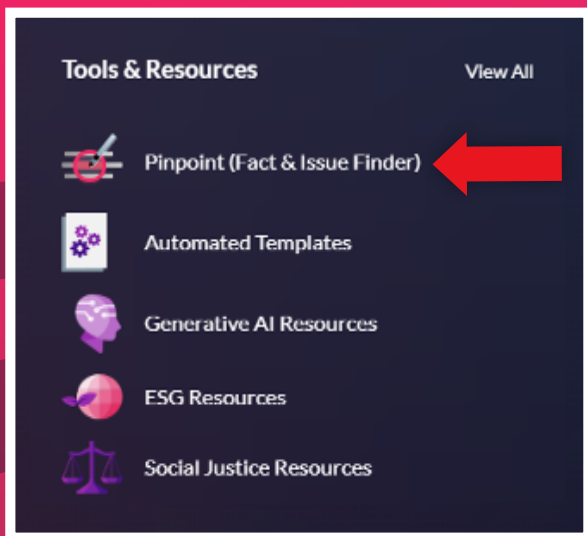 Tools & Resources
View All
Pinpoint (Fact & Issue Finder)
Automated Templates
Generative AI Resources
ESG Resources
Social Justice Resources